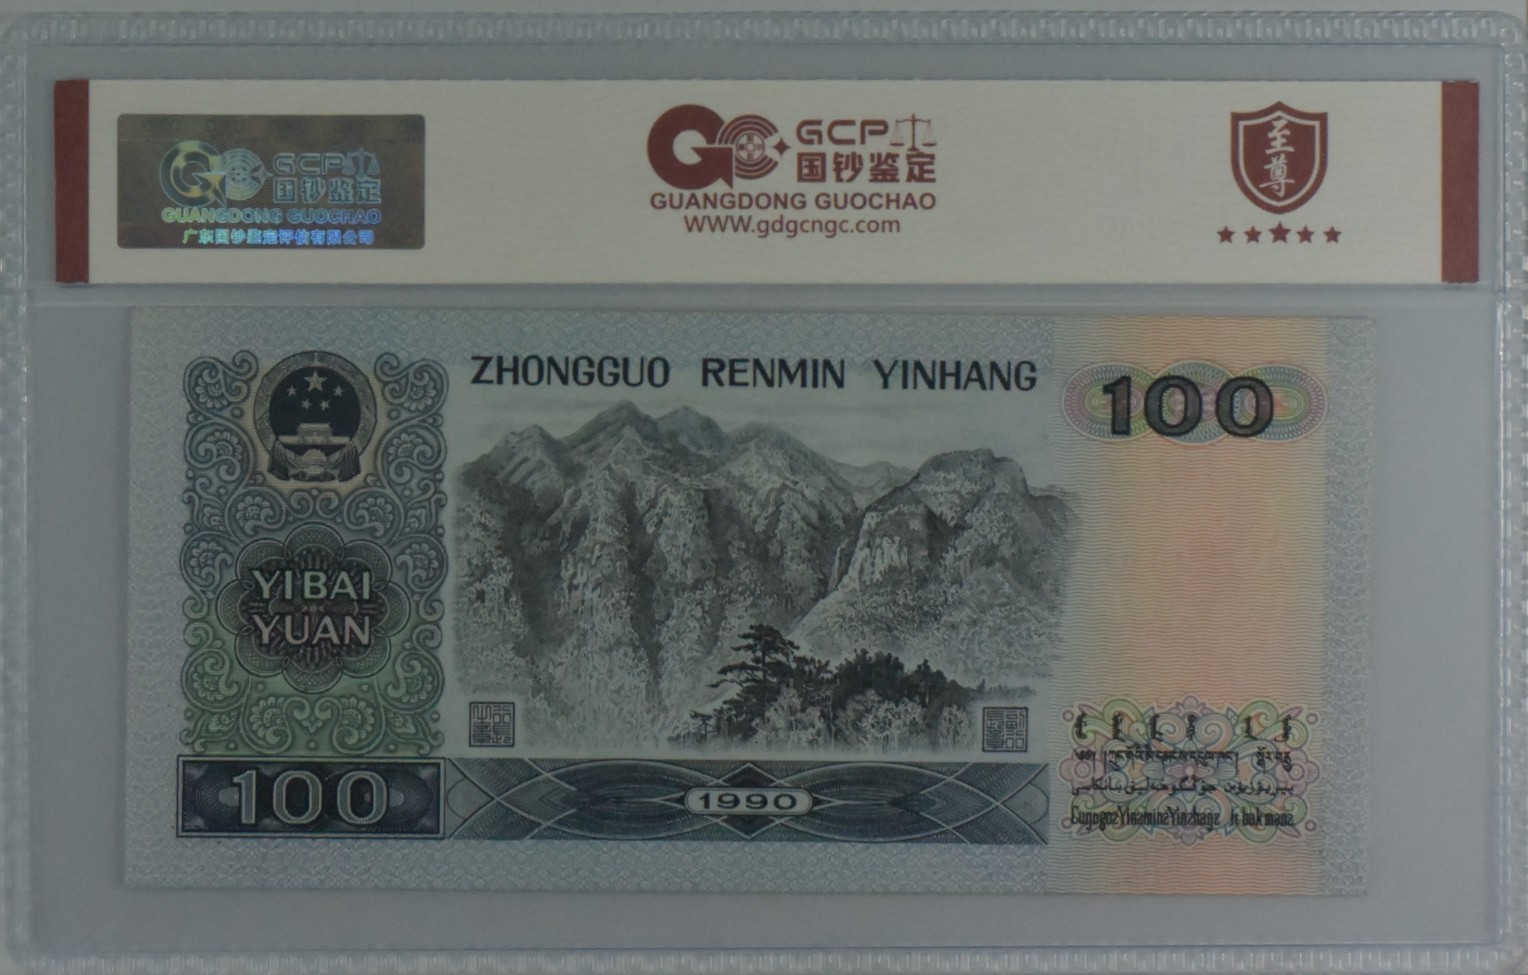 GCP
国钞鉴定
GUANGDONG GUOCHAO
广东国钞鉴定评估有限公司
GCP
国钞鉴定
GUANGDONG GUOCHAO
WWW.gdgcngc.com
至尊
ZHONGGUO RENMIN YINHANG
100
YIBAI
YUAN
100
1990